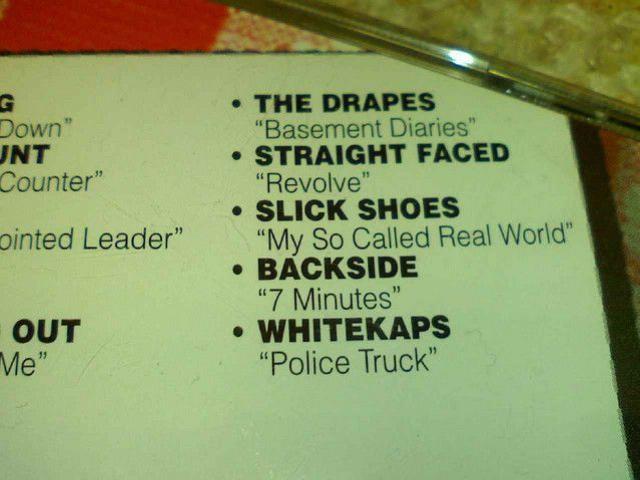 G
Down"
UNT
Counter"
ointed Leader"
OUT
Me"
• THE DRAPES
"Basement Diaries"
• STRAIGHT FACED
"Revolve"
• SLICK SHOES
"My So Called Real World"
• BACKSIDE
"7 Minutes"
• WHITEKAPS
"Police Truck"